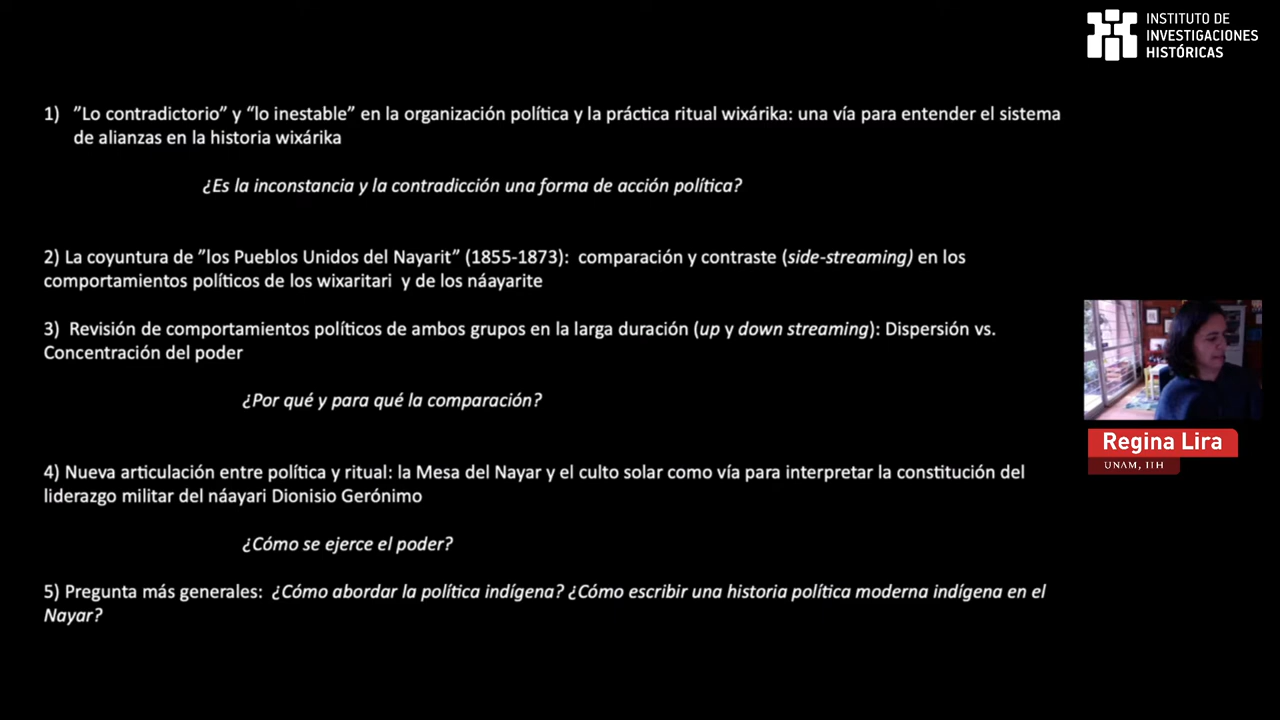 INSTITUTO DE
INVESTIGACIONES
HISTÓRICAS
1) ”Lo contradictorio” y “lo inestable” en la organización política y la práctica ritual wixárika: una vía para entender el sistema
de alianzas en la historia wixárika
¿Es la inconstancia y la contradicción una forma de acción política?
2) La coyuntura de ”los Pueblos Unidos del Nayarit” (1855-1873): comparación y contraste (side-streaming) en los
comportamientos políticos de los wixaritari y de los náayarite
3) Revisión de comportamientos políticos de ambos grupos en la larga duración (up y down streaming): Dispersión vs.
Concentración del poder
¿Por qué y para qué la comparación?
4) Nueva articulación entre política y ritual: la Mesa del Nayar y el culto solar como vía para interpretar la constitución del
liderazgo militar del náayari Dionisio Gerónimo
¿Cómo se ejerce el poder?
5) Pregunta más generales: ¿Cómo abordar la política indígena? ¿Cómo escribir una historia política moderna indígena en el
Nayar?
Regina Lira
UNAM, IIH